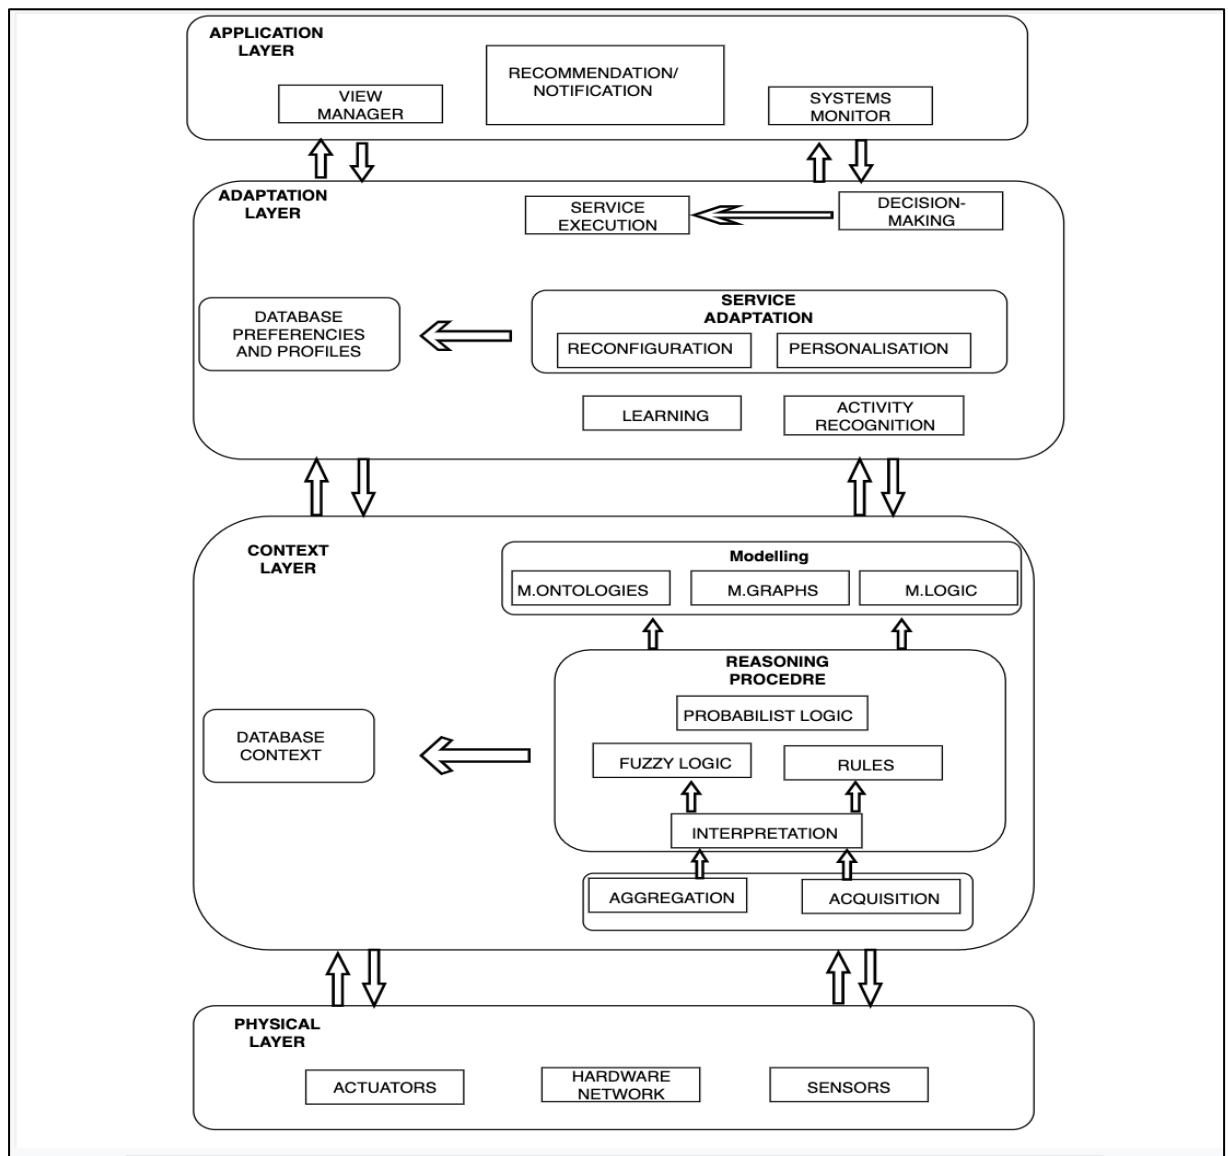 APPLICATION
LAYER
VIEW
MANAGER
RECOMMENDATION/
NOTIFICATION
SYSTEMS
MONITOR
ADAPTATION
LAYER
SERVICE
EXECUTION
DECISION-
MAKING
DATABASE
PREFERENCIES
AND PROFILES
SERVICE
ADAPTATION
RECONFIGURATION
PERSONALISATION
LEARNING
ACTIVITY
RECOGNITION
CONTEXT
LAYER
Modelling
M.ONTOLOGIES
M.GRAPHS
M.LOGIC
REASONING
PROCEDRE
PROBABILIST LOGIC
DATABASE
CONTEXT
FUZZY LOGIC
RULES
INTERPRETATION
AGGREGATION
ACQUISITION
PHYSICAL
LAYER
ACTUATORS
HARDWARE
NETWORK
SENSORS